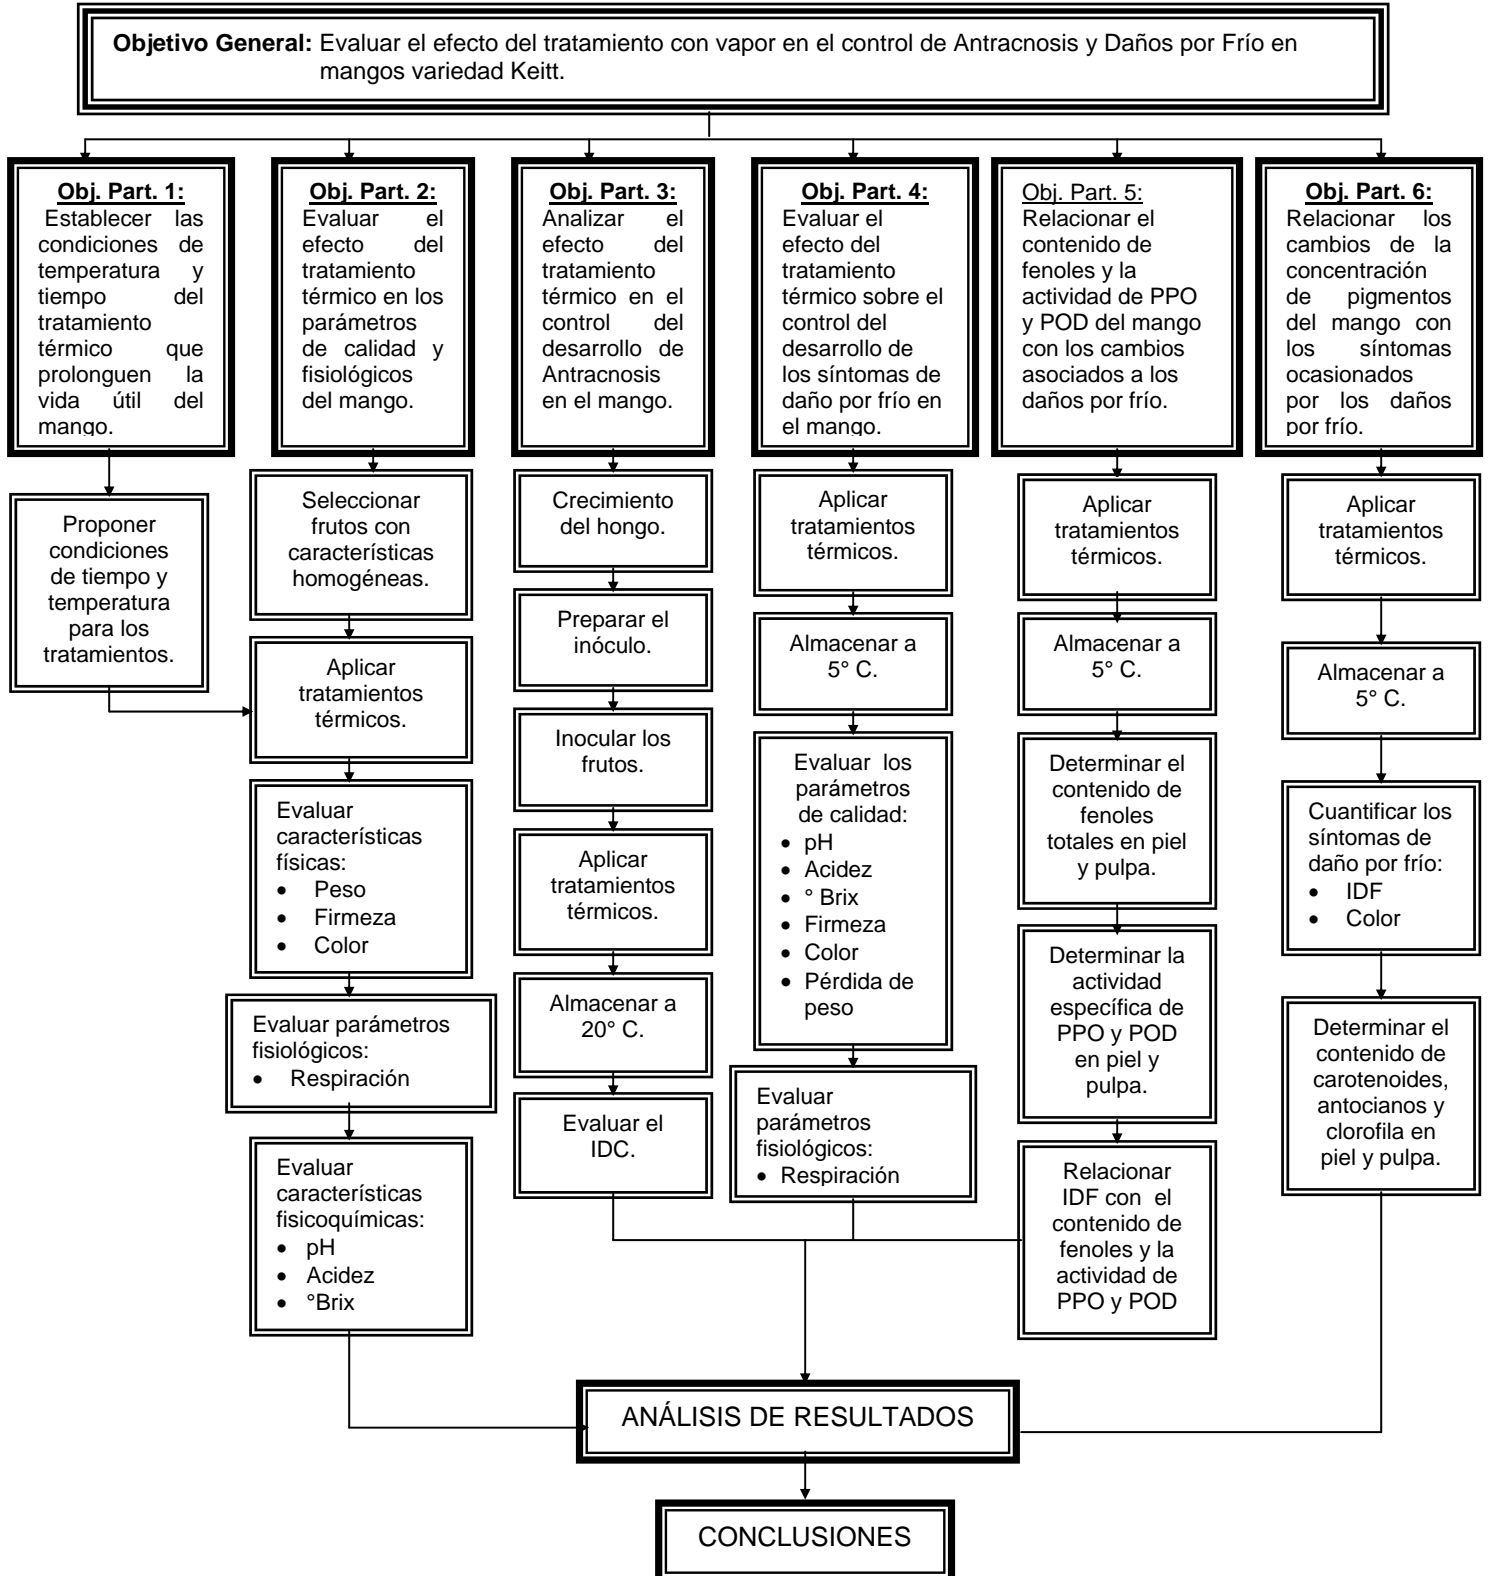 Objetivo General: Evaluar el efecto del tratamiento con vapor en el control de Antracnosis y Daños por Frío en
mangos variedad Keitt.
Obj. Part. 1:
Establecer las
condiciones de
temperatura y
tiempo del
tratamiento
térmico que
prolonguen la
vida útil del
mango.
Proponer
condiciones
de tiempo y
temperatura
para los
tratamientos.
Obj. Part. 2:
Evaluar el
efecto del
tratamiento
térmico en los
parámetros
de calidad y
fisiológicos
del mango.
Seleccionar
frutos con
características
homogéneas.
Aplicar
tratamientos
térmicos.
Evaluar
características
físicas:
• Peso
• Firmeza
• Color
Evaluar parámetros
fisiológicos:
• Respiración
Evaluar
características
fisicoquímicas:
• pH
• Acidez
• °Brix
Obj. Part. 3:
Analizar el
efecto del
tratamiento
térmico en el
control del
desarrollo de
Antracnosis
en el mango.
Crecimiento
del hongo.
Preparar el
inóculo.
Inocular los
frutos.
Aplicar
tratamientos
térmicos.
Almacenar a
20° C.
Evaluar el
IDC.
Obj. Part. 4:
Evaluar el
efecto del
tratamiento
térmico sobre el
control del
desarrollo de
los síntomas de
daño por frío en
el mango.
Aplicar
tratamientos
térmicos.
Almacenar a
5° C.
Evaluar los
parámetros
de calidad:
• pH
• Acidez
• ° Brix
• Firmeza
• Color
• Pérdida de
peso
Evaluar
parámetros
fisiológicos:
• Respiración
Obj. Part. 5:
Relacionar el
contenido de
fenoles y la
actividad de PPO
y POD del mango
con los cambios
asociados a los
daños por frío.
Aplicar
tratamientos
térmicos.
Almacenar a
5° C.
Determinar el
contenido de
fenoles
totales en piel
y pulpa.
Determinar la
actividad
específica de
PPO y POD
en piel y
pulpa.
Relacionar
IDF con el
contenido de
fenoles y la
actividad de
PPO y POD
Obj. Part. 6:
Relacionar los
cambios de la
concentración
de pigmentos
del mango con
los síntomas
ocasionados
por los daños
por frío.
Aplicar
tratamientos
térmicos.
Almacenar a
5° C.
Cuantificar los
síntomas de
daño por frío:
• IDF
• Color
Determinar el
contenido de
carotenoides,
antocianos y
clorofila en
piel y pulpa.
ANÁLISIS DE RESULTADOS
CONCLUSIONES